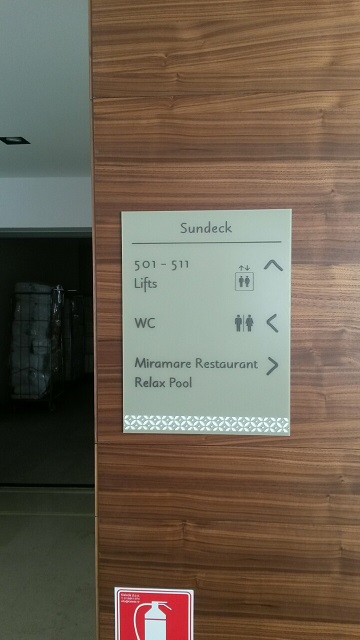 Sundeck
501 - 511
Lifts
WC
Miramare Restaurant
Relax Pool